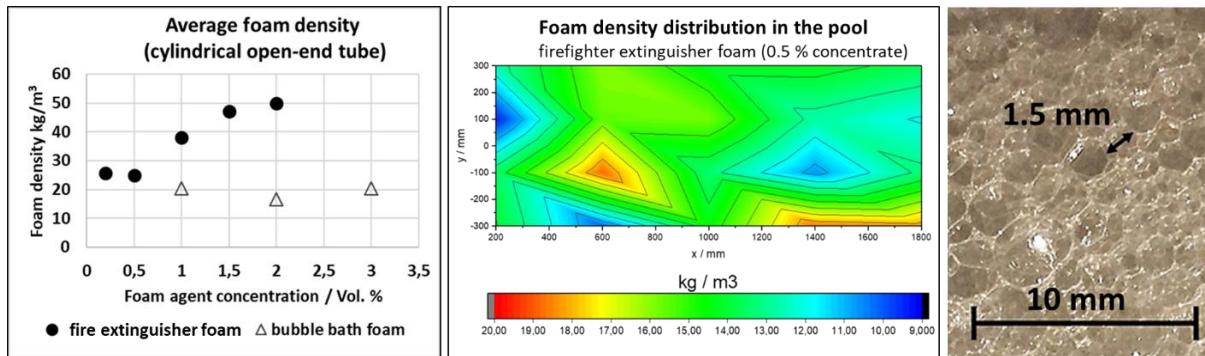 Average foam density
(cylindrical open-end tube)
Foam density kg/m³
60
50
40
30
20
10
0
0 0,5 1 1,5 2 2,5 3 3,5
Foam agent concentration / Vol. %
● fire extinguisher foam △ bubble bath foam
Foam density distribution in the pool
firefighter extinguisher foam (0.5 % concentrate)
y / mm
300
200
100
0
-100
-200
-300
200 400 600 800 1000 1200 1400 1600 1800
x / mm
kg / m3
20,00 18,00 17,00 16,00 15,00 14,00 13,00 12,00 11,00 10,00 9,000
1.5 mm
10 mm